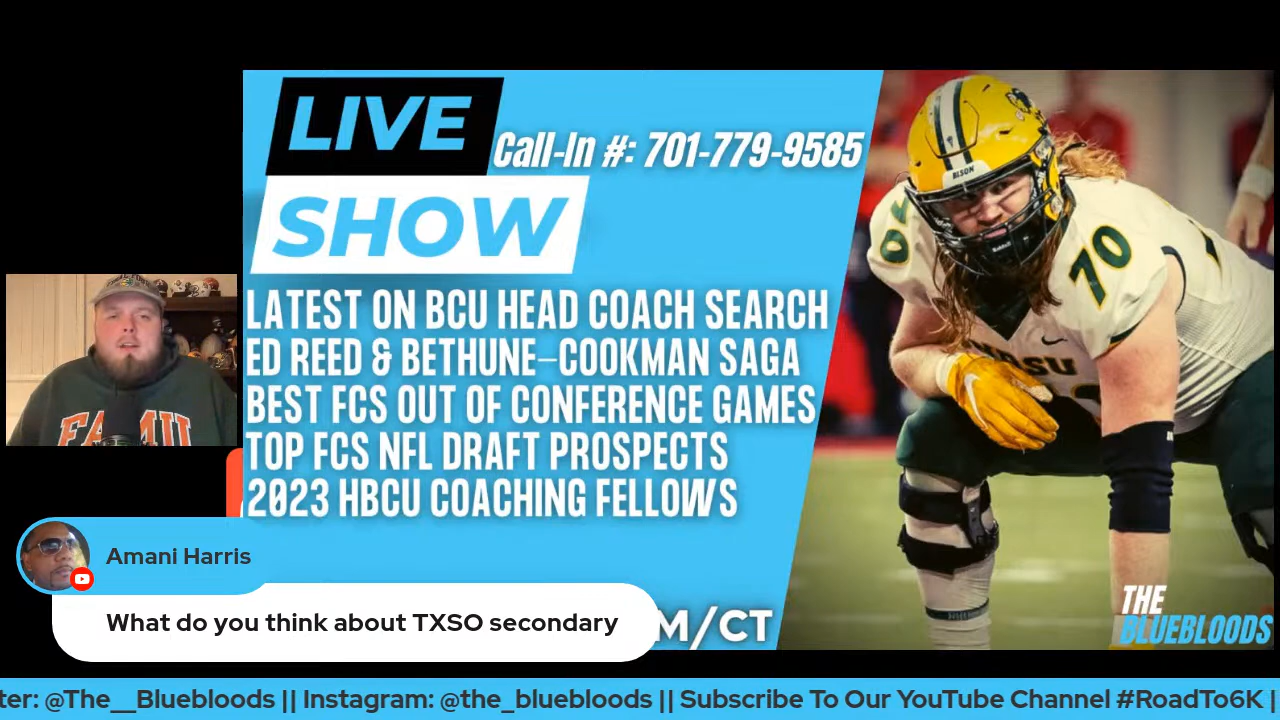 LIVE
Call-In #: 701-779-9585
SHOW
LATEST ON BCU HEAD COACH SEARCH
ED REED & BETHUNE-COOKMAN SAGA
BEST FCS OUT OF CONFERENCE GAMES
TOP FCS NFL DRAFT PROSPECTS
2023 HBCU COACHING FELLOWS
M/CT
BISON
70
70
NDSU
FAMU
Amani Harris
What do you think about TXSO secondary
THE
BLUEBLOODS
ter: @The__Bluebloods || Instagram: @the_bluebloods || Subscribe To Our YouTube Channel #RoadTo6K |